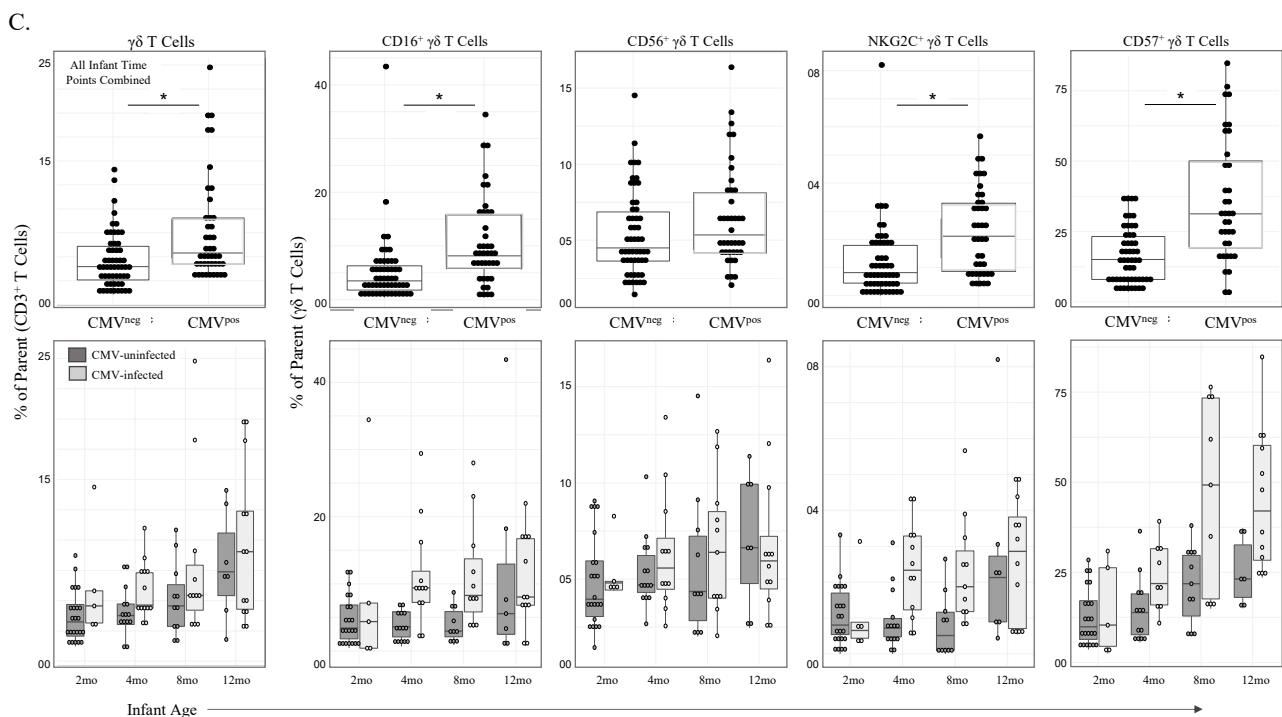 C.
γδ T Cells
CD16⁺ γδ T Cells
CD56⁺ γδ T Cells
NKG2C⁺ γδ T Cells
CD57⁺ γδ T Cells
All Infant Time
Points Combined
*
*
*
*
25
15
00
40
20
00
15
10
05
00
08
04
00
75
50
25
00
CMVⁿᵉᵍ :
CMVᵖᵒˢ
CMVⁿᵉᵍ :
CMVᵖᵒˢ
CMVⁿᵉᵍ :
CMVᵖᵒˢ
CMVⁿᵉᵍ :
CMVᵖᵒˢ
CMVⁿᵉᵍ :
CMVᵖᵒˢ
% of Parent (CD3⁺ T Cells)
% of Parent (γδ T Cells)
CMV-uninfected
CMV-infected
25
15
00
40
20
00
15
10
05
00
08
04
00
75
50
25
00
2mo 4mo 8mo 12mo
2mo 4mo 8mo 12mo
2mo 4mo 8mo 12mo
2mo 4mo 8mo 12mo
2mo 4mo 8mo 12mo
Infant Age